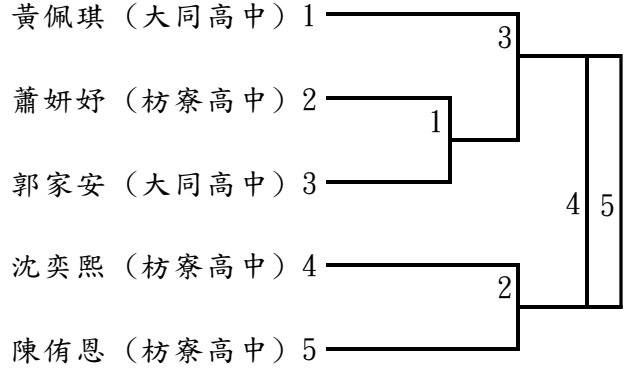 黃佩琪（大同高中）1
3
蕭妍妤（枋寮高中）2
1
郭家安（大同高中）3
4 5
沈奕熙（枋寮高中）4
2
陳侑恩（枋寮高中）5